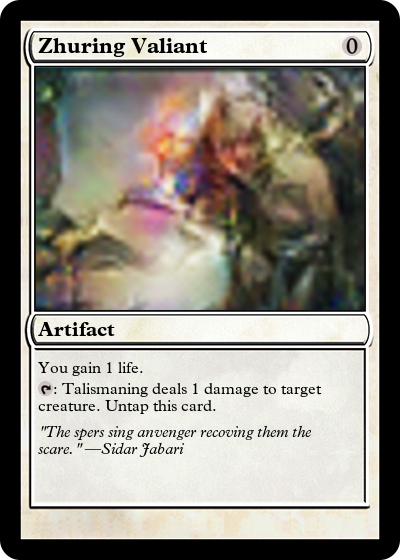 Zhuring Valiant 0
Artifact
You gain 1 life.
: Talismaning deals 1 damage to target
creature. Untap this card.
"The spers sing anvenger recoving them the
scare." —Sidar Jabari